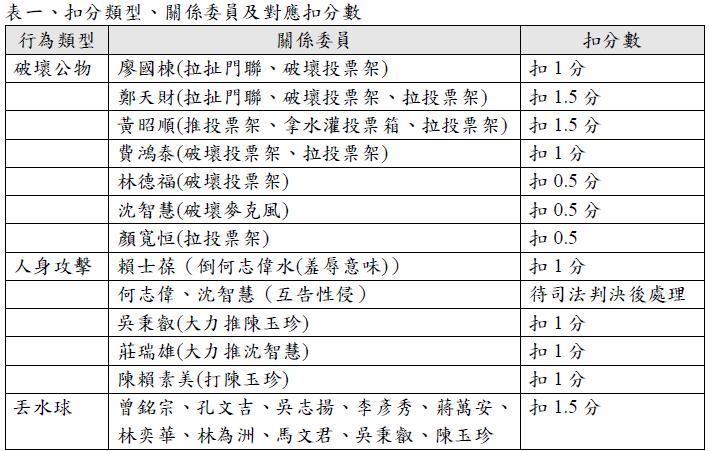 表一、扣分類型、關係委員及對應扣分數
行為類型 關係委員 扣分數
破壞公物 廖國棟(拉扯門聯、破壞投票架) 扣 1 分
鄭天財(拉扯門聯、破壞投票架、拉投票架) 扣 1.5 分
黃昭順(推投票架、拿水灌投票箱、拉投票架) 扣 1.5 分
費鴻泰(破壞投票架、拉投票架) 扣 1 分
林德福(破壞投票架) 扣 0.5 分
沈智慧(破壞麥克風) 扣 0.5 分
顏寬恒(拉投票架) 扣 0.5
人身攻擊 賴士葆（倒何志偉水(羞辱意味)） 扣 1 分
何志偉、沈智慧（互告性侵） 待司法判決後處理
吳秉叡(大力推陳玉珍) 扣 1 分
莊瑞雄(大力推沈智慧) 扣 1 分
陳賴素美(打陳玉珍) 扣 1 分
丟水球 曾銘宗、孔文吉、吳志揚、李彥秀、蔣萬安、 扣 1.5 分
林奕華、林為洲、馬文君、吳秉叡、陳玉珍